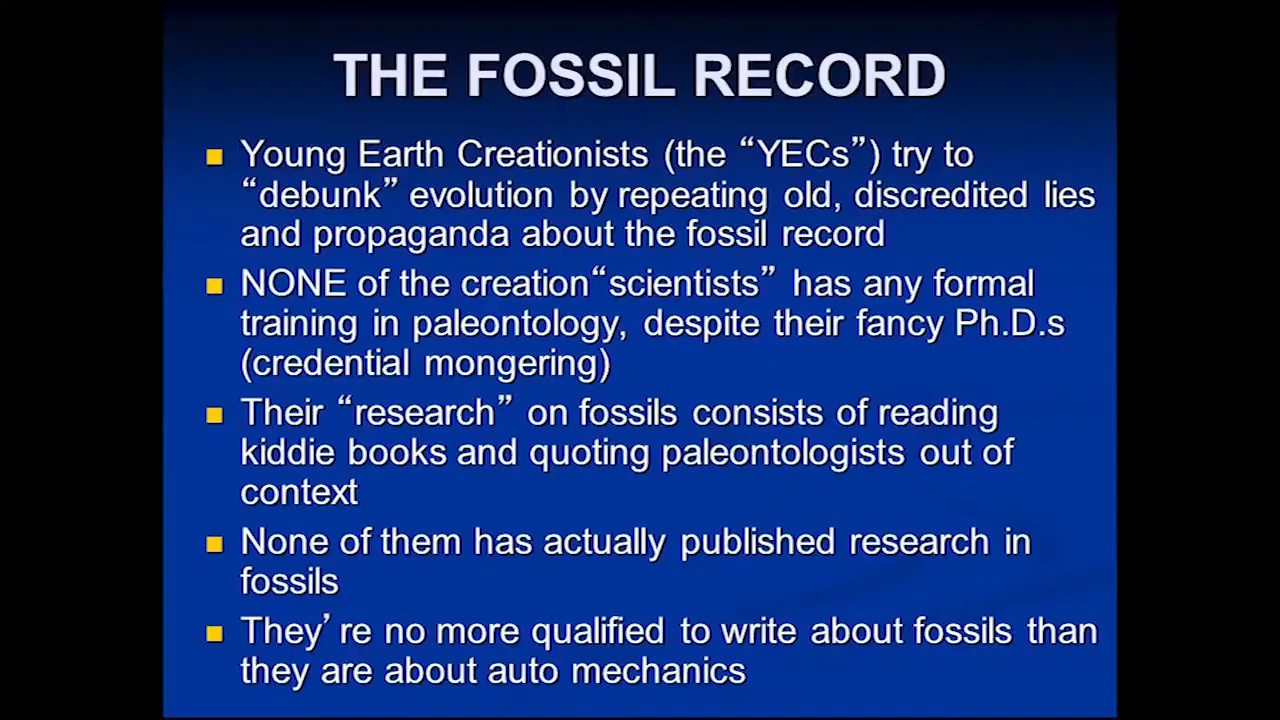 THE FOSSIL RECORD
Young Earth Creationists (the “YECs”) try to
“debunk” evolution by repeating old, discredited lies
and propaganda about the fossil record
NONE of the creation“scientists” has any formal
training in paleontology, despite their fancy Ph.D.s
(credential mongering)
Their “research” on fossils consists of reading
kiddie books and quoting paleontologists out of
context
None of them has actually published research in
fossils
They’re no more qualified to write about fossils than
they are about auto mechanics